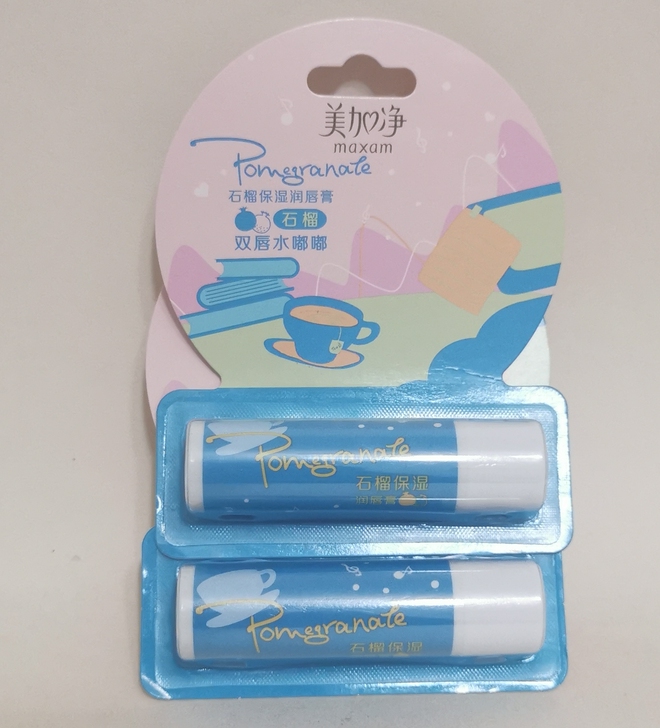 美加净
maxam
Pomegranate
石榴保湿润唇膏
石榴
双唇水嘟嘟
Pomegranate
石榴保湿
润唇膏
Pomegranate
石榴保湿